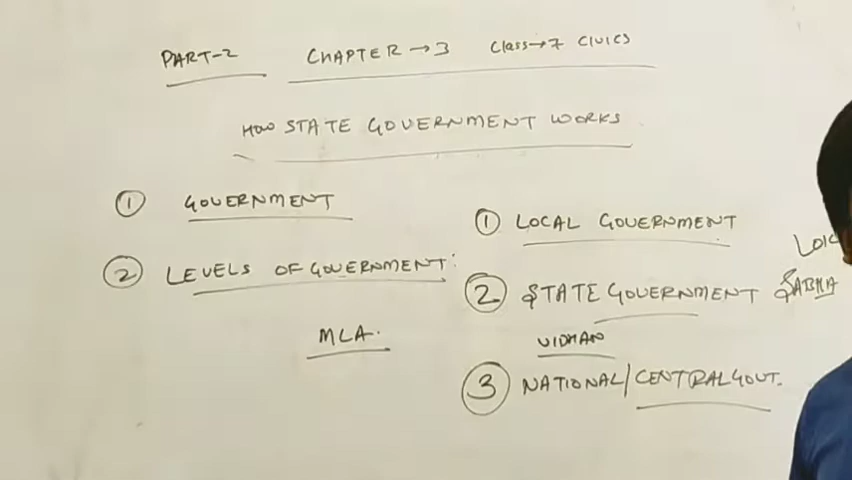 PART-2 CHAPTER→3 Class→7 CIVICS
HOW STATE GOVERNMENT WORKS
① GOVERNMENT
② LEVELS OF GOVERNMENT:
MLA.
① LOCAL GOVERNMENT
LOK
② STATE GOVERNMENT SABHA
VIDHAN
③ NATIONAL/CENTRAL GOVT.